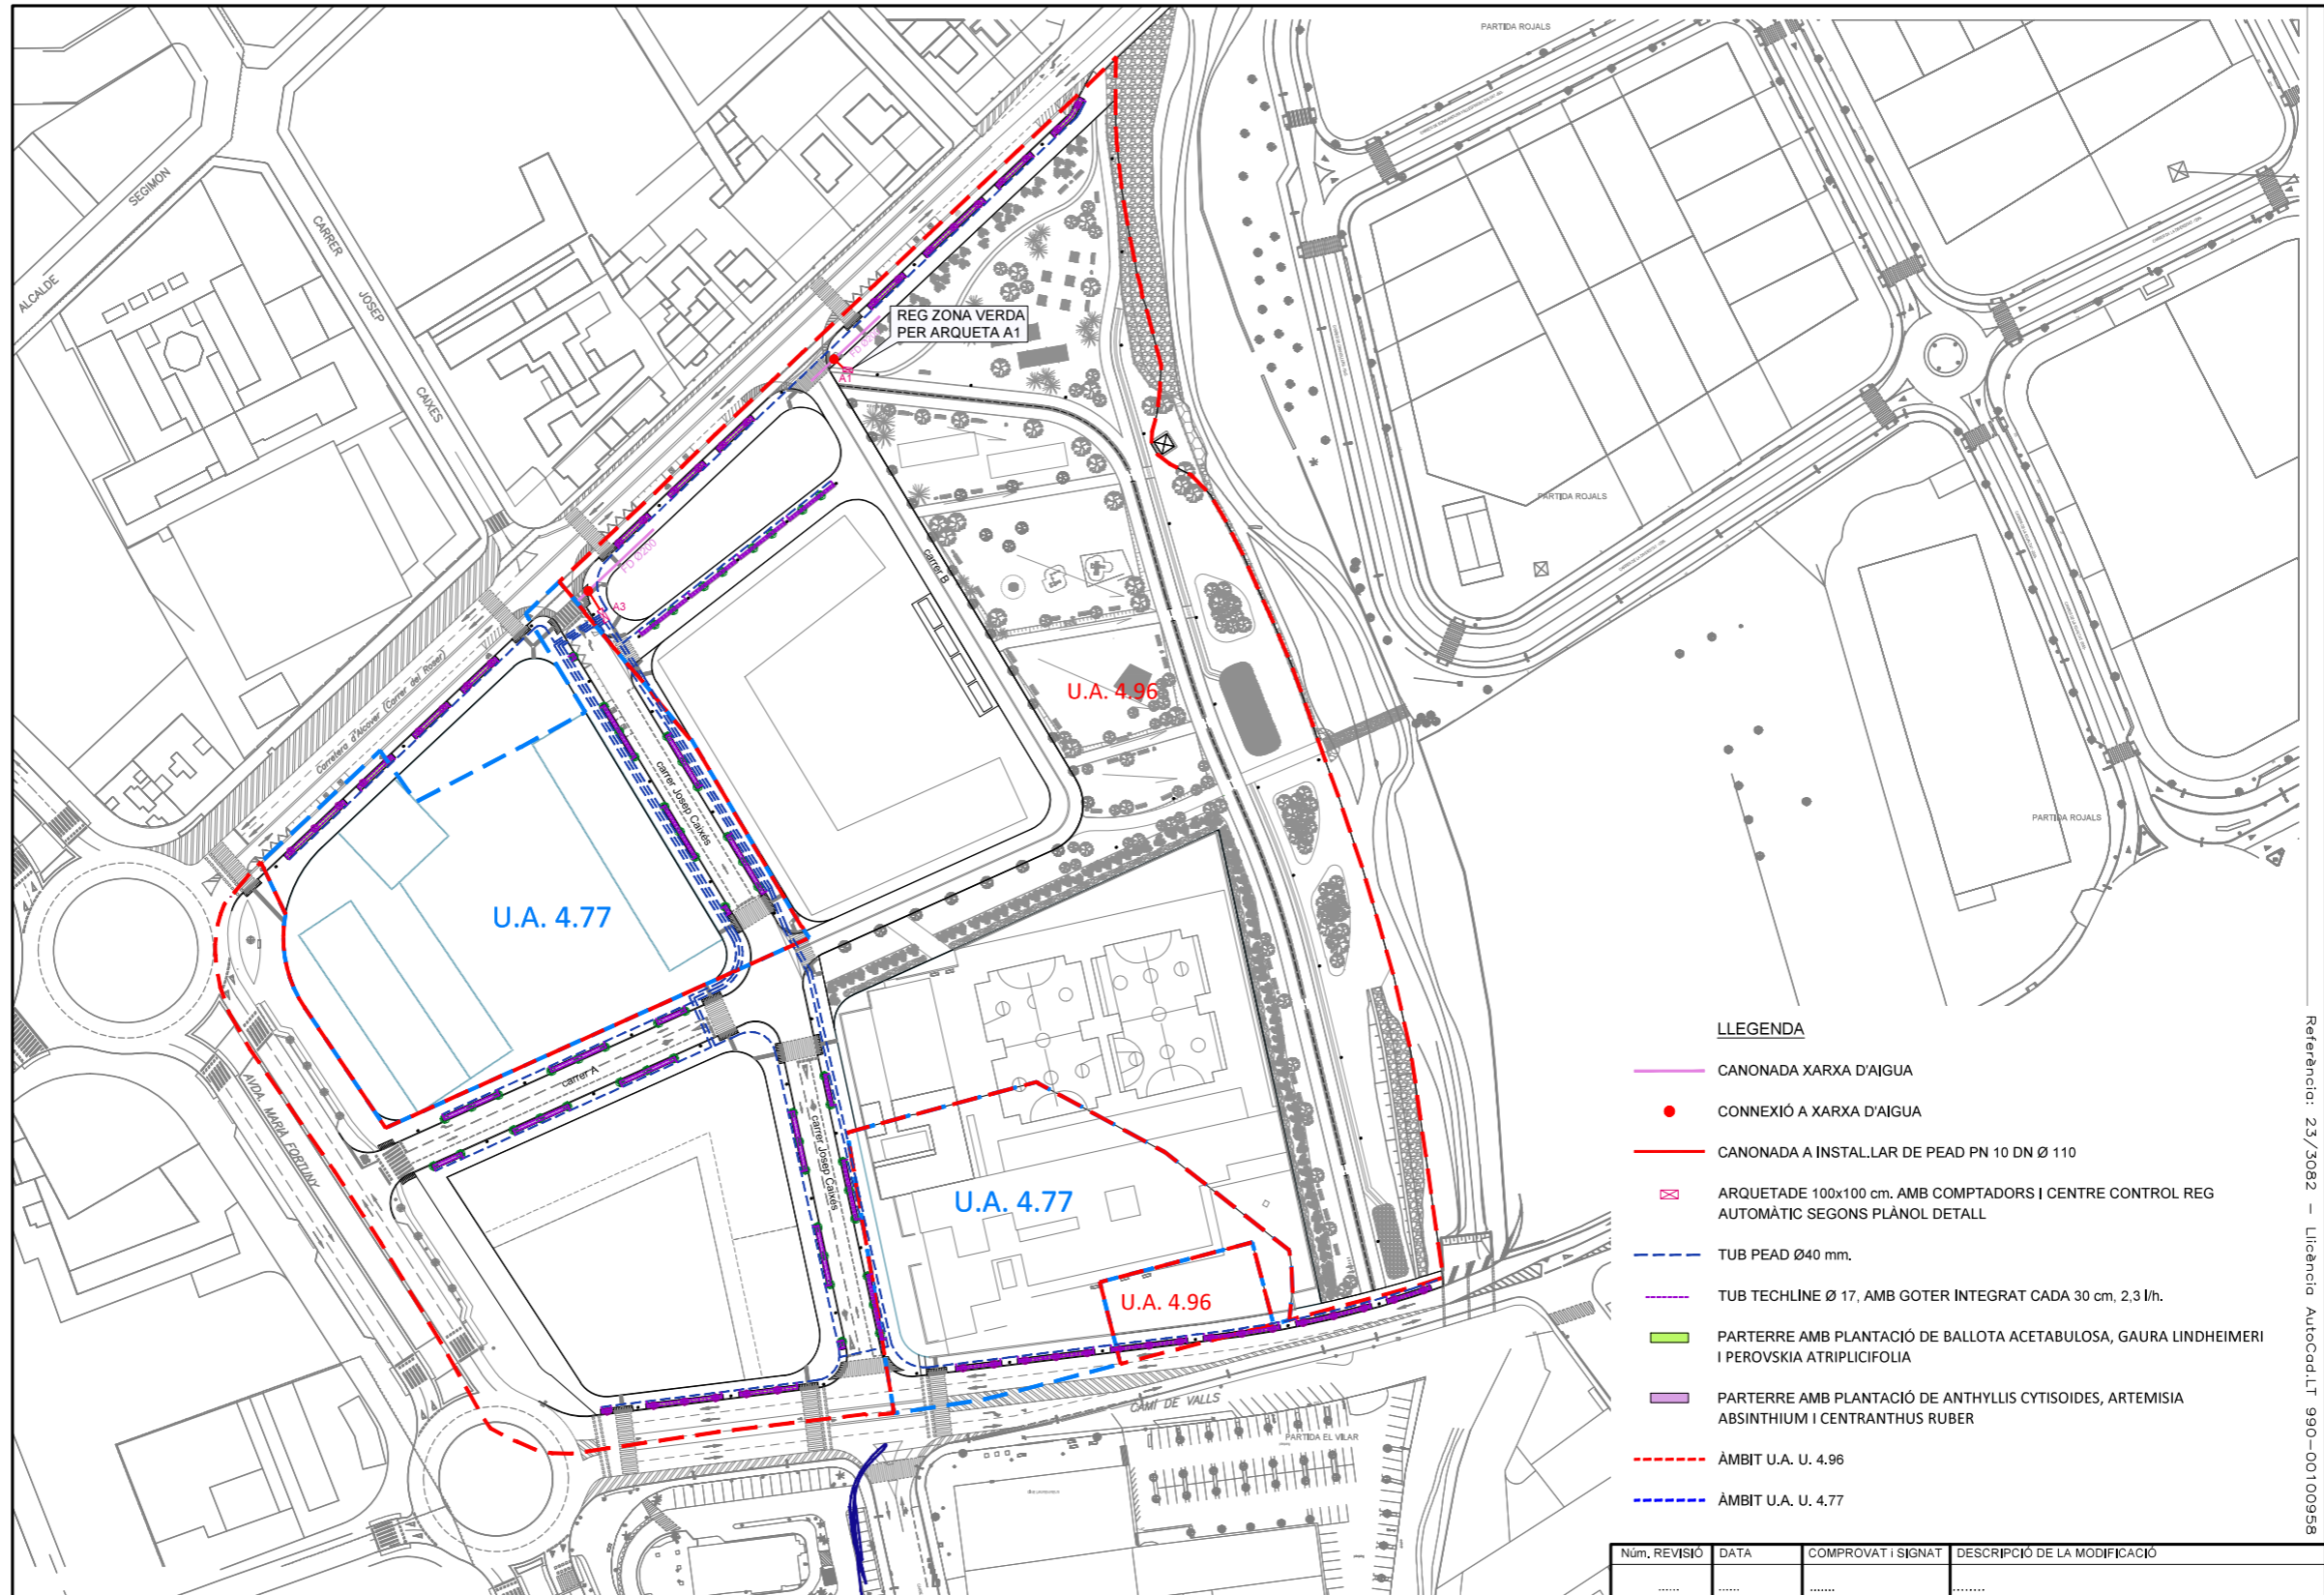 PARTIDA ROJALS
ALCALDE
SEGIMON
CARRER
JOSEP
CAIXES
REG ZONA VERDA
PER ARQUETA A1
A1
PARTIDA ROJALS
carrer B
FD Ø200
A3
U.A. 4.96
Carretera d'Alcover (Carrer del Roser)
carrer Josep Caixés
PARTIDA ROJALS
U.A. 4.77
carrer A
AVDA. MARIÀ FORTUNY
carrer Josep Caixés
U.A. 4.77
U.A. 4.96
CAMÍ DE VALLS
PARTIDA EL VILAR
LLEGENDA
CANONADA XARXA D'AIGUA
CONNEXIÓ A XARXA D'AIGUA
CANONADA A INSTAL.LAR DE PEAD PN 10 DN Ø 110
ARQUETADE 100x100 cm. AMB COMPTADORS I CENTRE CONTROL REG
AUTOMÀTIC SEGONS PLÀNOL DETALL
TUB PEAD Ø40 mm.
TUB TECHLINE Ø 17, AMB GOTER INTEGRAT CADA 30 cm, 2,3 l/h.
PARTERRE AMB PLANTACIÓ DE BALLOTA ACETABULOSA, GAURA LINDHEIMERI
I PEROVSKIA ATRIPLICIFOLIA
PARTERRE AMB PLANTACIÓ DE ANTHYLLIS CYTISOIDES, ARTEMISIA
ABSINTHIUM I CENTRANTHUS RUBER
ÀMBIT U.A. U. 4.96
ÀMBIT U.A. U. 4.77
Referència: 23/3082 - Llicència AutoCad.LT 990-00100958
Núm. REVISIÓ DATA COMPROVAT i SIGNAT DESCRIPCIÓ DE LA MODIFICACIÓ
...... ...... ....... ........